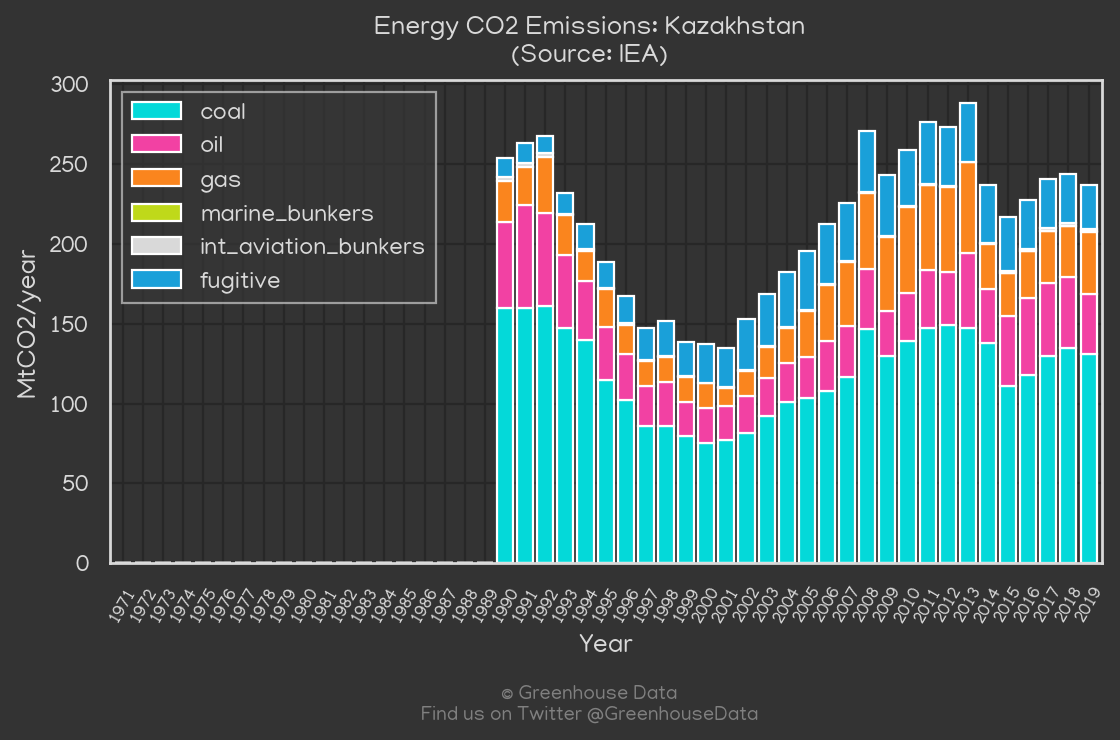 Energy CO2 Emissions: Kazakhstan
(Source: IEA)
300
250
200
150
100
50
0
MtCO2/year
coal
oil
gas
marine_bunkers
int_aviation_bunkers
fugitive
1971 1972 1973 1974 1975 1976 1977 1978 1979 1980 1981 1982 1983 1984 1985 1986 1987 1988 1989 1990 1991 1992 1993 1994 1995 1996 1997 1998 1999 2000 2001 2002 2003 2004 2005 2006 2007 2008 2009 2010 2011 2012 2013 2014 2015 2016 2017 2018 2019
Year
© Greenhouse Data
Find us on Twitter @GreenhouseData